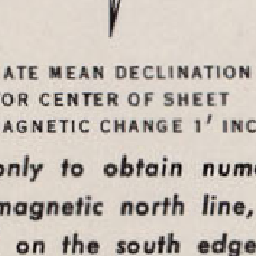 ATE MEAN DECLINATION
OR CENTER OF SHEET
AGNETIC CHANGE 1′ INC
only to obtain num
magnetic north line,
on the south edge